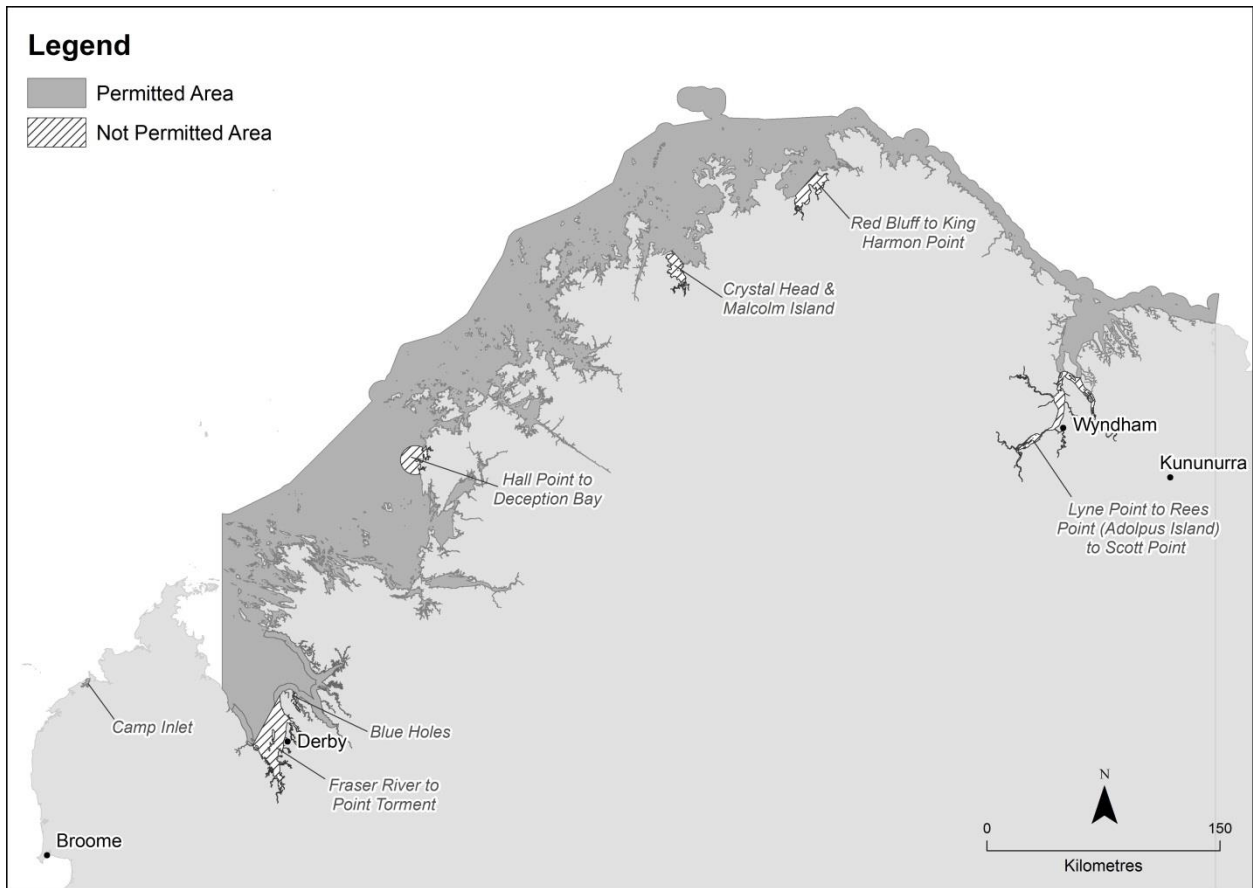 Legend
Permitted Area
Not Permitted Area
Red Bluff to King
Harmon Point
Crystal Head &
Malcolm Island
Wyndham
Kununurra
Hall Point to
Deception Bay
Lyne Point to Rees
Point (Adolpus Island)
to Scott Point
Camp Inlet
Blue Holes
Derby
Fraser River to
Point Torment
Broome
N
0
150
Kilometres